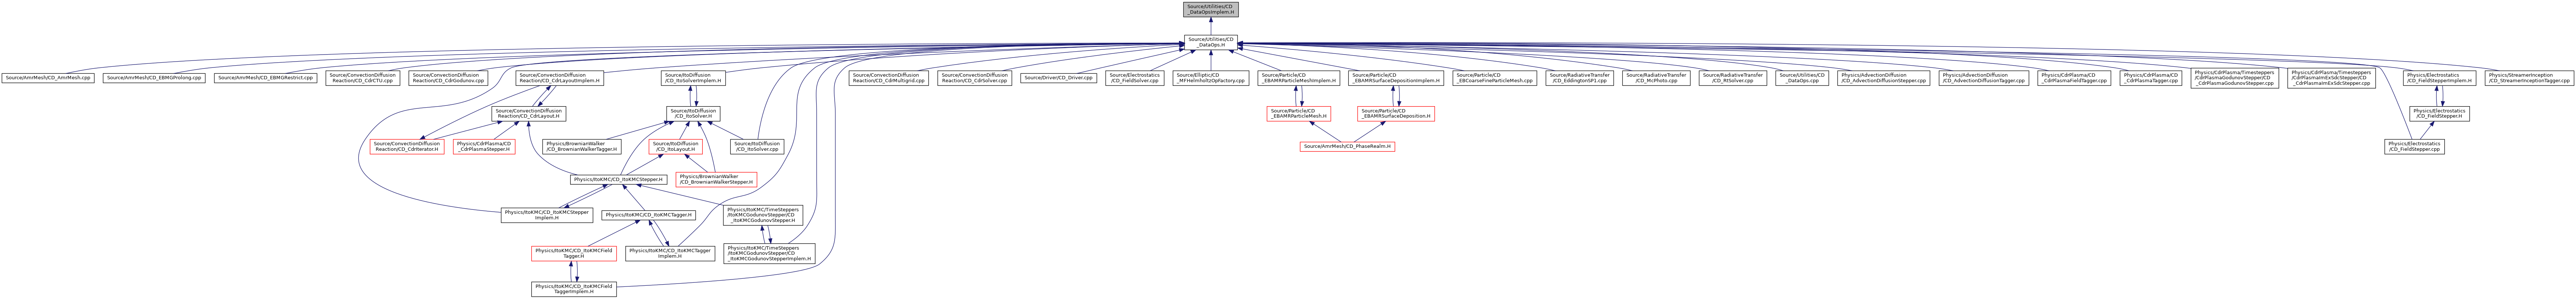 Source/Utilities/CD
_DataOpsImplem.H
Source/Utilities/CD
_DataOps.H
Source/AmrMesh/CD_AmrMesh.cpp
Source/AmrMesh/CD_EBMGProlong.cpp
Source/AmrMesh/CD_EBMGRestrict.cpp
Source/ConvectionDiffusion
Reaction/CD_CdrCTU.cpp
Source/ConvectionDiffusion
Reaction/CD_CdrGodunov.cpp
Source/ConvectionDiffusion
Reaction/CD_CdrLayoutImplem.H
Source/ItoDiffusion
/CD_ItoSolverImplem.H
Source/ConvectionDiffusion
Reaction/CD_CdrMultigrid.cpp
Source/ConvectionDiffusion
Reaction/CD_CdrSolver.cpp
Source/Driver/CD_Driver.cpp
Source/Electrostatics
/CD_FieldSolver.cpp
Source/Elliptic/CD
_MFHelmholtzOpFactory.cpp
Source/Particle/CD
_EBAMRParticleMeshImplem.H
Source/Particle/CD
_EBAMRSurfaceDepositionImplem.H
Source/Particle/CD
_EBCoarseFineParticleMesh.cpp
Source/RadiativeTransfer
/CD_EddingtonSP1.cpp
Source/RadiativeTransfer
/CD_McPhoto.cpp
Source/RadiativeTransfer
/CD_RtSolver.cpp
Source/Utilities/CD
_DataOps.cpp
Physics/AdvectionDiffusion
/CD_AdvectionDiffusionStepper.cpp
Physics/AdvectionDiffusion
/CD_AdvectionDiffusionTagger.cpp
Physics/CdrPlasma/CD
_CdrPlasmaFieldTagger.cpp
Physics/CdrPlasma/CD
_CdrPlasmaTagger.cpp
Physics/CdrPlasma/Timesteppers
/CdrPlasmaGodunovStepper/CD
_CdrPlasmaGodunovStepper.cpp
Physics/CdrPlasma/Timesteppers
/CdrPlasmaImExSdcStepper/CD
_CdrPlasmaImExSdcStepper.cpp
Physics/Electrostatics
/CD_FieldStepperImplem.H
Physics/StreamerInception
/CD_StreamerInceptionTagger.cpp
Source/ConvectionDiffusion
Reaction/CD_CdrLayout.H
Source/ItoDiffusion
/CD_ItoSolver.H
Source/Particle/CD
_EBAMRParticleMesh.H
Source/Particle/CD
_EBAMRSurfaceDeposition.H
Physics/Electrostatics
/CD_FieldStepper.H
Source/ConvectionDiffusion
Reaction/CD_CdrIterator.H
Physics/CdrPlasma/CD
_CdrPlasmaStepper.H
Physics/BrownianWalker
/CD_BrownianWalkerTagger.H
Source/ItoDiffusion
/CD_ItoLayout.H
Source/ItoDiffusion
/CD_ItoSolver.cpp
Source/AmrMesh/CD_PhaseRealm.H
Physics/Electrostatics
/CD_FieldStepper.cpp
Physics/ItoKMC/CD_ItoKMCStepper.H
Physics/BrownianWalker
/CD_BrownianWalkerStepper.H
Physics/ItoKMC/CD_ItoKMCStepper
Implem.H
Physics/ItoKMC/CD_ItoKMCTagger.H
Physics/ItoKMC/TimeSteppers
/ItoKMCGodunovStepper/CD
_ItoKMCGodunovStepper.H
Physics/ItoKMC/CD_ItoKMCField
Tagger.H
Physics/ItoKMC/CD_ItoKMCTagger
Implem.H
Physics/ItoKMC/TimeSteppers
/ItoKMCGodunovStepper/CD
_ItoKMCGodunovStepperImplem.H
Physics/ItoKMC/CD_ItoKMCField
TaggerImplem.H